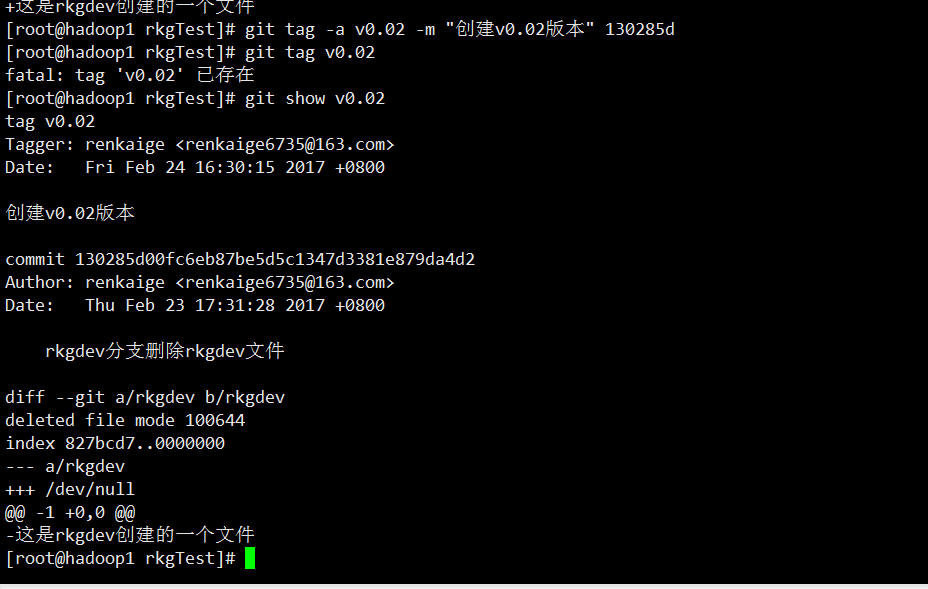 +这是rkgdev创建的一个文件
[root@hadoop1 rkgTest]# git tag -a v0.02 -m "创建v0.02版本" 130285d
[root@hadoop1 rkgTest]# git tag v0.02
fatal: tag 'v0.02' 已存在
[root@hadoop1 rkgTest]# git show v0.02
tag v0.02
Tagger: renkaige <renkaige6735@163.com>
Date:   Fri Feb 24 16:30:15 2017 +0800
创建v0.02版本
commit 130285d00fc6eb87be5d5c1347d3381e879da4d2
Author: renkaige <renkaige6735@163.com>
Date:   Thu Feb 23 17:31:28 2017 +0800
    rkgdev分支删除rkgdev文件
diff --git a/rkgdev b/rkgdev
deleted file mode 100644
index 827bcd7..0000000
--- a/rkgdev
+++ /dev/null
@@ -1 +0,0 @@
-这是rkgdev创建的一个文件
[root@hadoop1 rkgTest]#